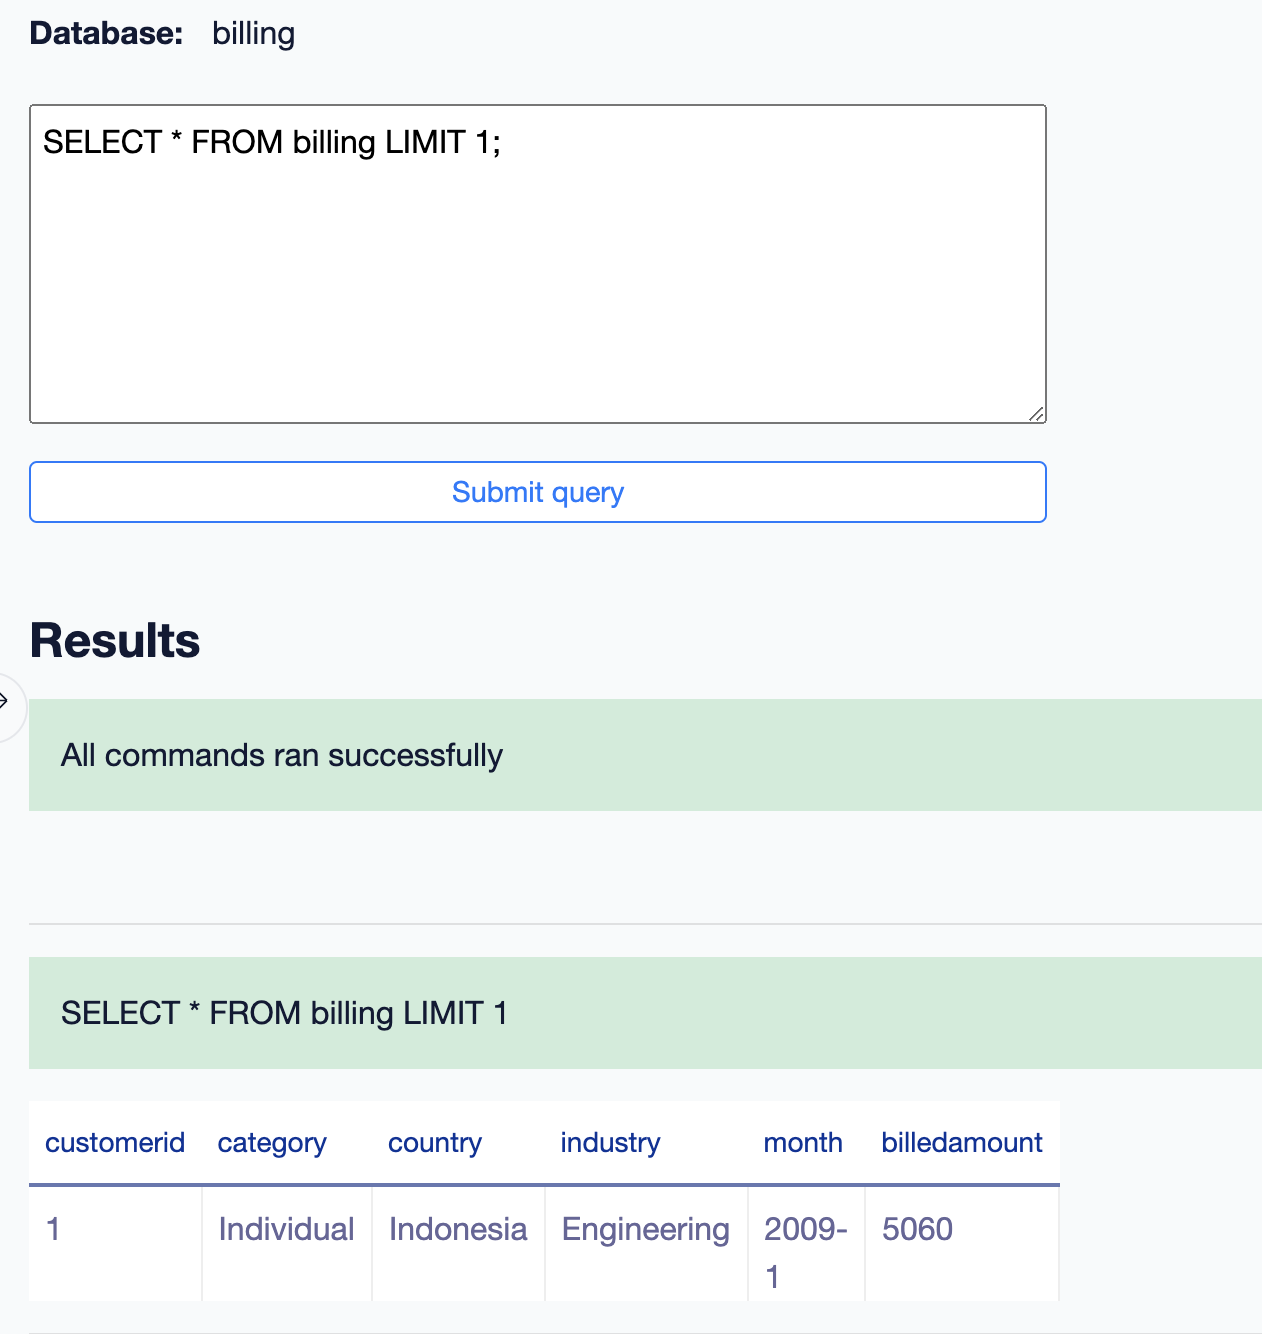 Database: billing
SELECT * FROM billing LIMIT 1;
Submit query
Results
All commands ran successfully
SELECT * FROM billing LIMIT 1
customerid category country industry month billedamount
1 Individual Indonesia Engineering 2009- 5060
1